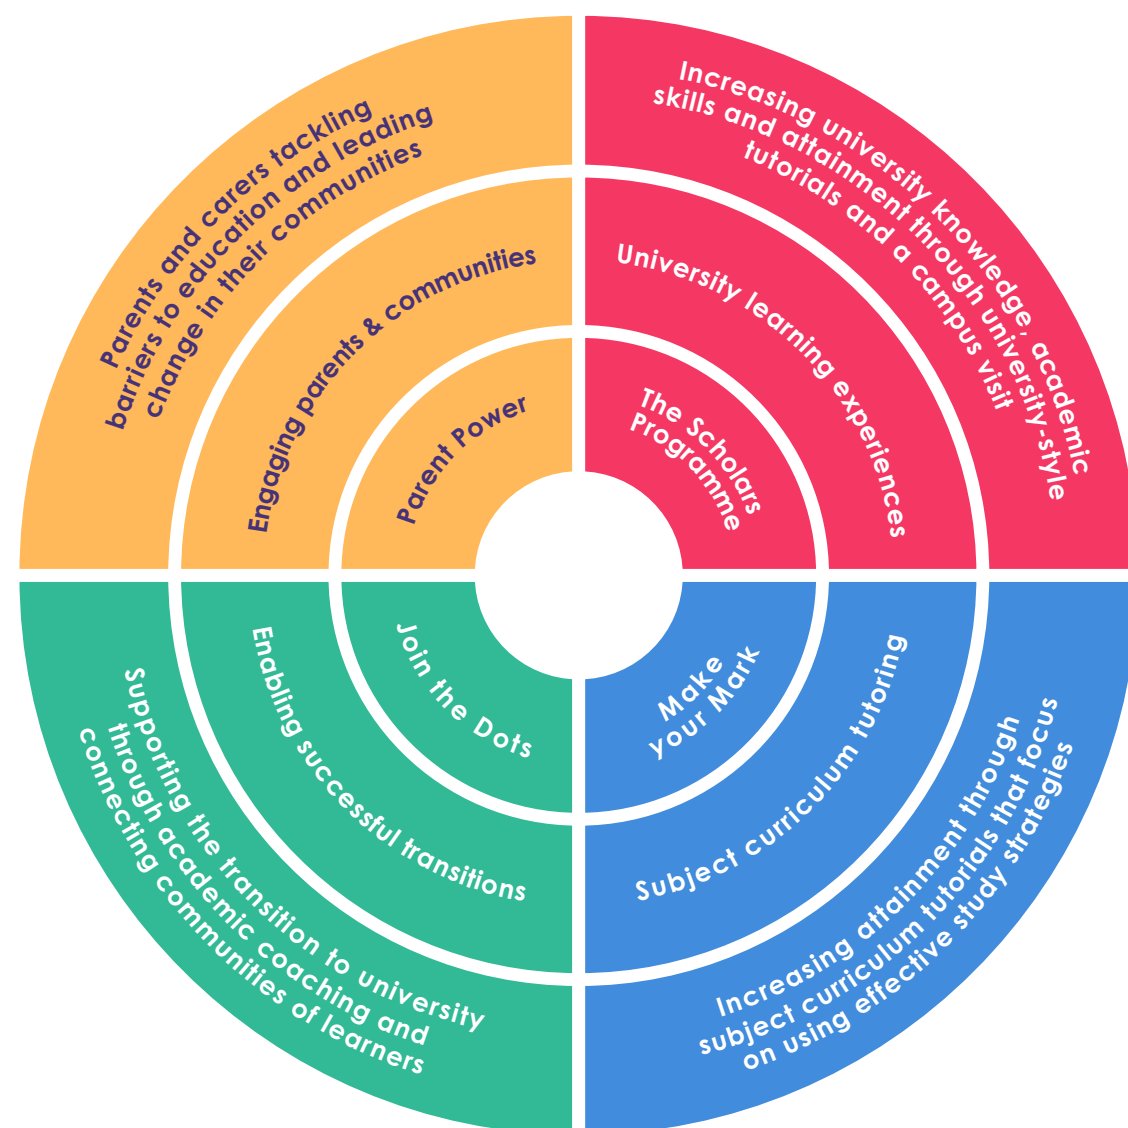 Parents and carers tackling
barriers to education and leading
change in their communities
Engaging parents & communities
Parent Power
Increasing university knowledge, academic
skills and attainment through university-style
tutorials and a campus visit
University learning experiences
The Scholars
Programme
Join the Dots
Enabling successful transitions
Supporting the transition to university
through academic coaching and
connecting communities of learners
Make
your Mark
Subject curriculum tutoring
Increasing attainment through
subject curriculum tutorials that focus
on using effective study strategies